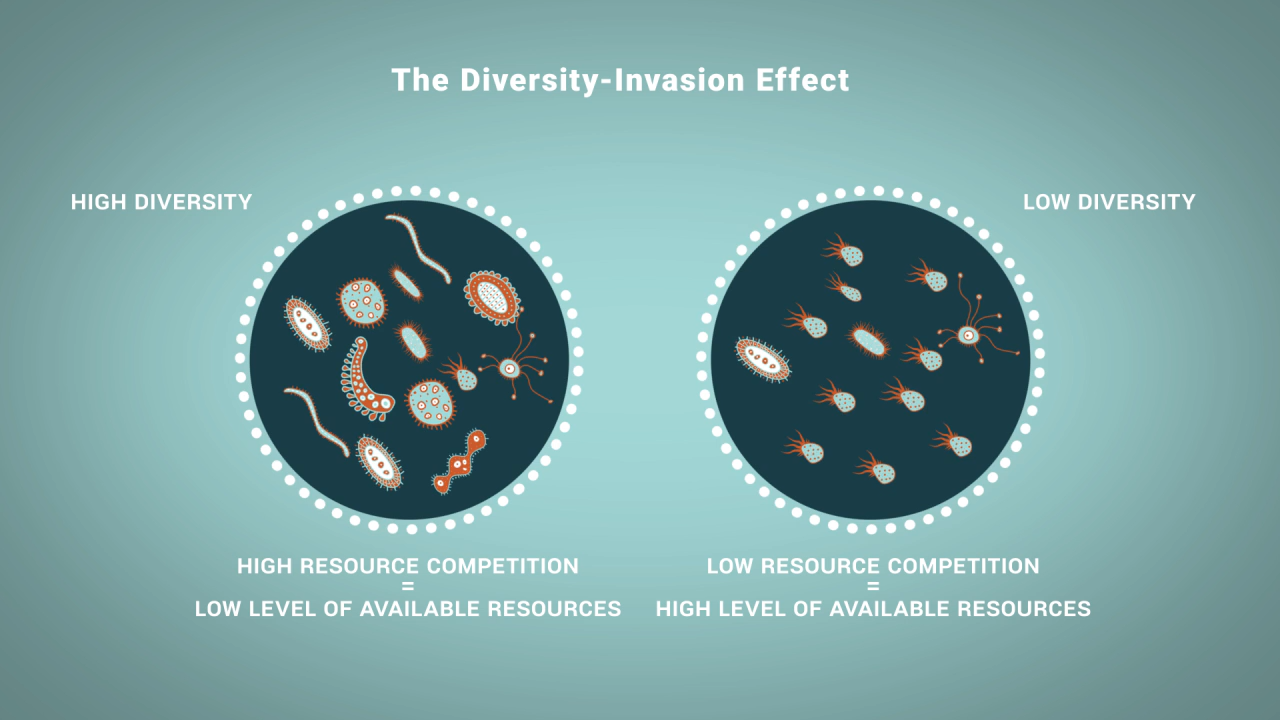 The Diversity-Invasion Effect
HIGH DIVERSITY
LOW DIVERSITY
HIGH RESOURCE COMPETITION
=
LOW LEVEL OF AVAILABLE RESOURCES
LOW RESOURCE COMPETITION
=
HIGH LEVEL OF AVAILABLE RESOURCES